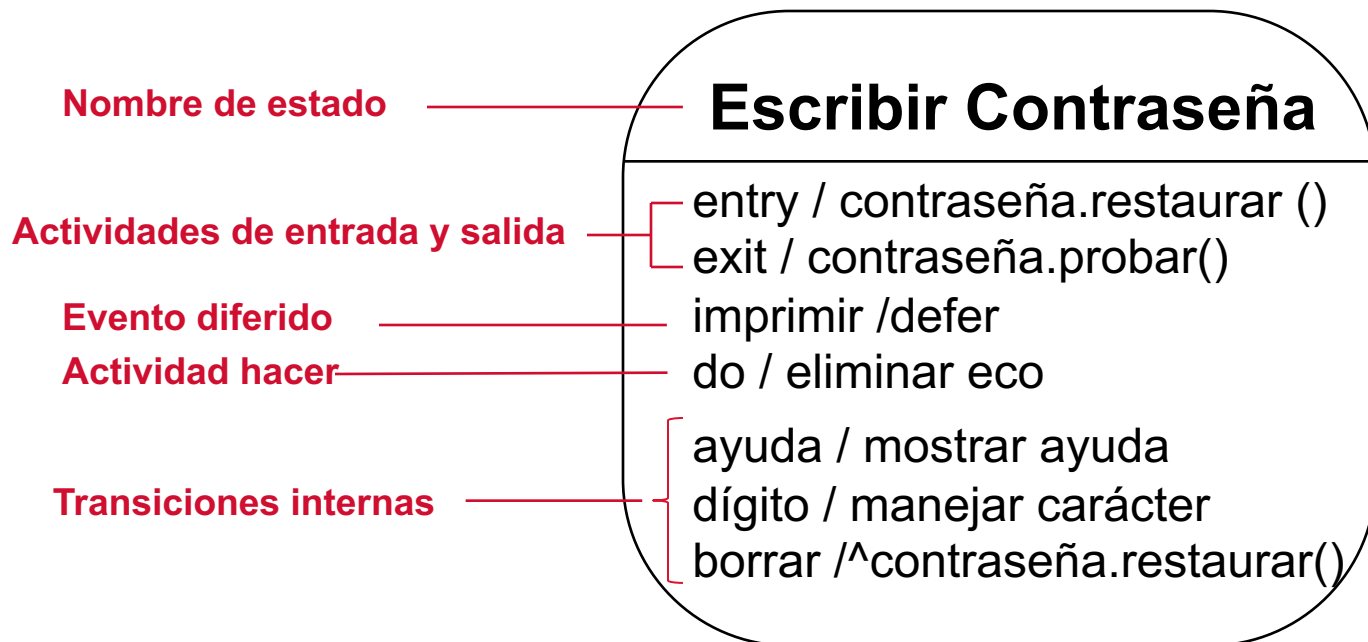 Nombre de estado
Escribir Contraseña
Actividades de entrada y salida
entry / contraseña.restaurar ()
exit / contraseña.probar()
Evento diferido
imprimir /defer
Actividad hacer
do / eliminar eco
Transiciones internas
ayuda / mostrar ayuda
dígito / manejar carácter
borrar /^contraseña.restaurar()